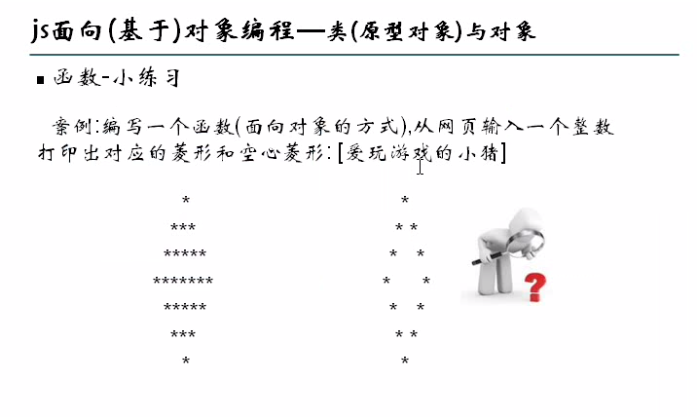 js面向(基于)对象编程—类(原型对象)与对象
▪ 函数-小练习
案例:编写一个函数(面向对象的方式),从网页输入一个整数
打印出对应的菱形和空心菱形:[爱玩游戏的小猪]
* *
*** * *
***** * *
******* * *
***** * *
*** * *
* *
?